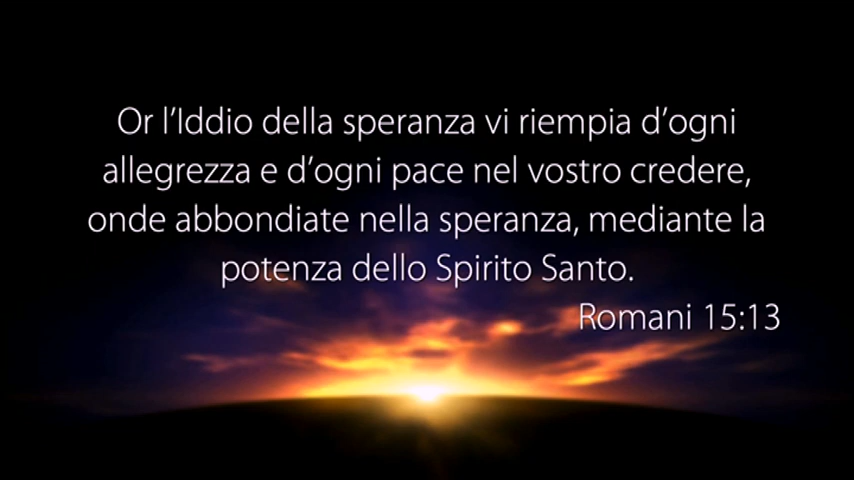 Or l’Iddio della speranza vi riempia d’ogni
allegrezza e d’ogni pace nel vostro credere,
onde abbondiate nella speranza, mediante la
potenza dello Spirito Santo.
Romani 15:13